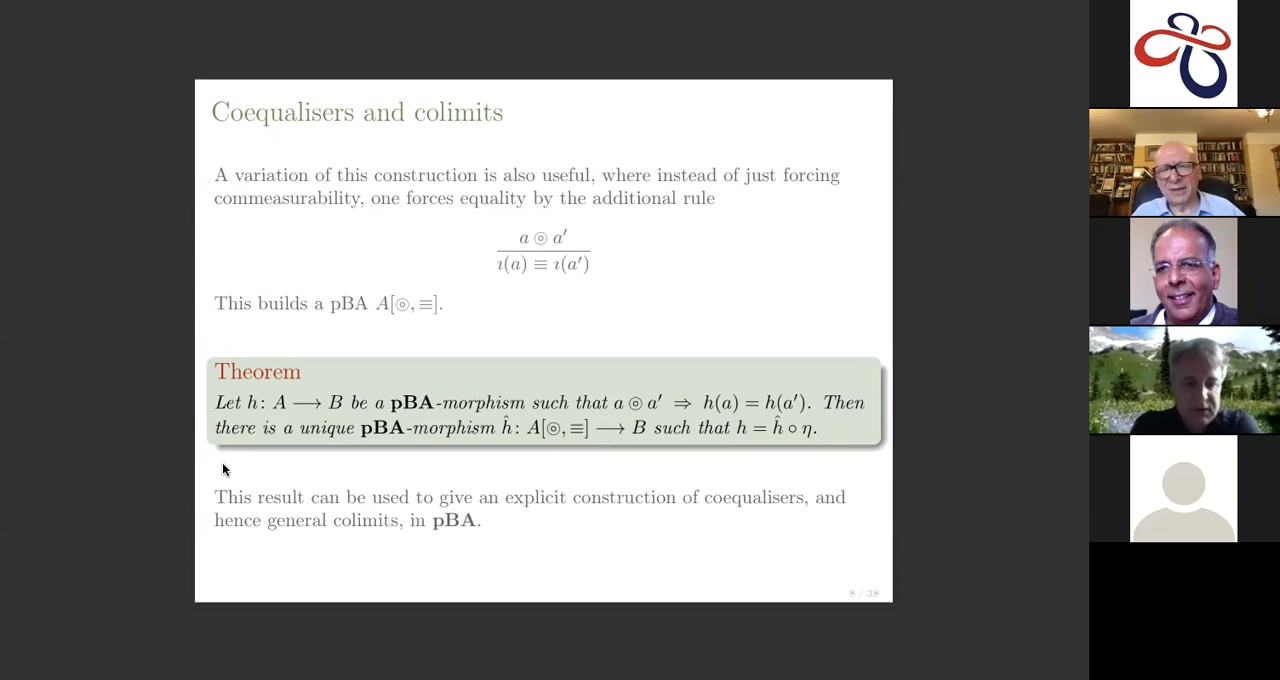 Coequalisers and colimits
A variation of this construction is also useful, where instead of just forcing
commeasurability, one forces equality by the additional rule
a ⊚ a′
ı(a) ≡ ı(a′)
This builds a pBA A[⊚, ≡].
Theorem
Let h: A ⟶ B be a pBA-morphism such that a ⊚ a′ ⇒ h(a) = h(a′). Then
there is a unique pBA-morphism ĥ: A[⊚, ≡] ⟶ B such that h = ĥ ∘ η.
This result can be used to give an explicit construction of coequalisers, and
hence general colimits, in pBA.
8 / 38